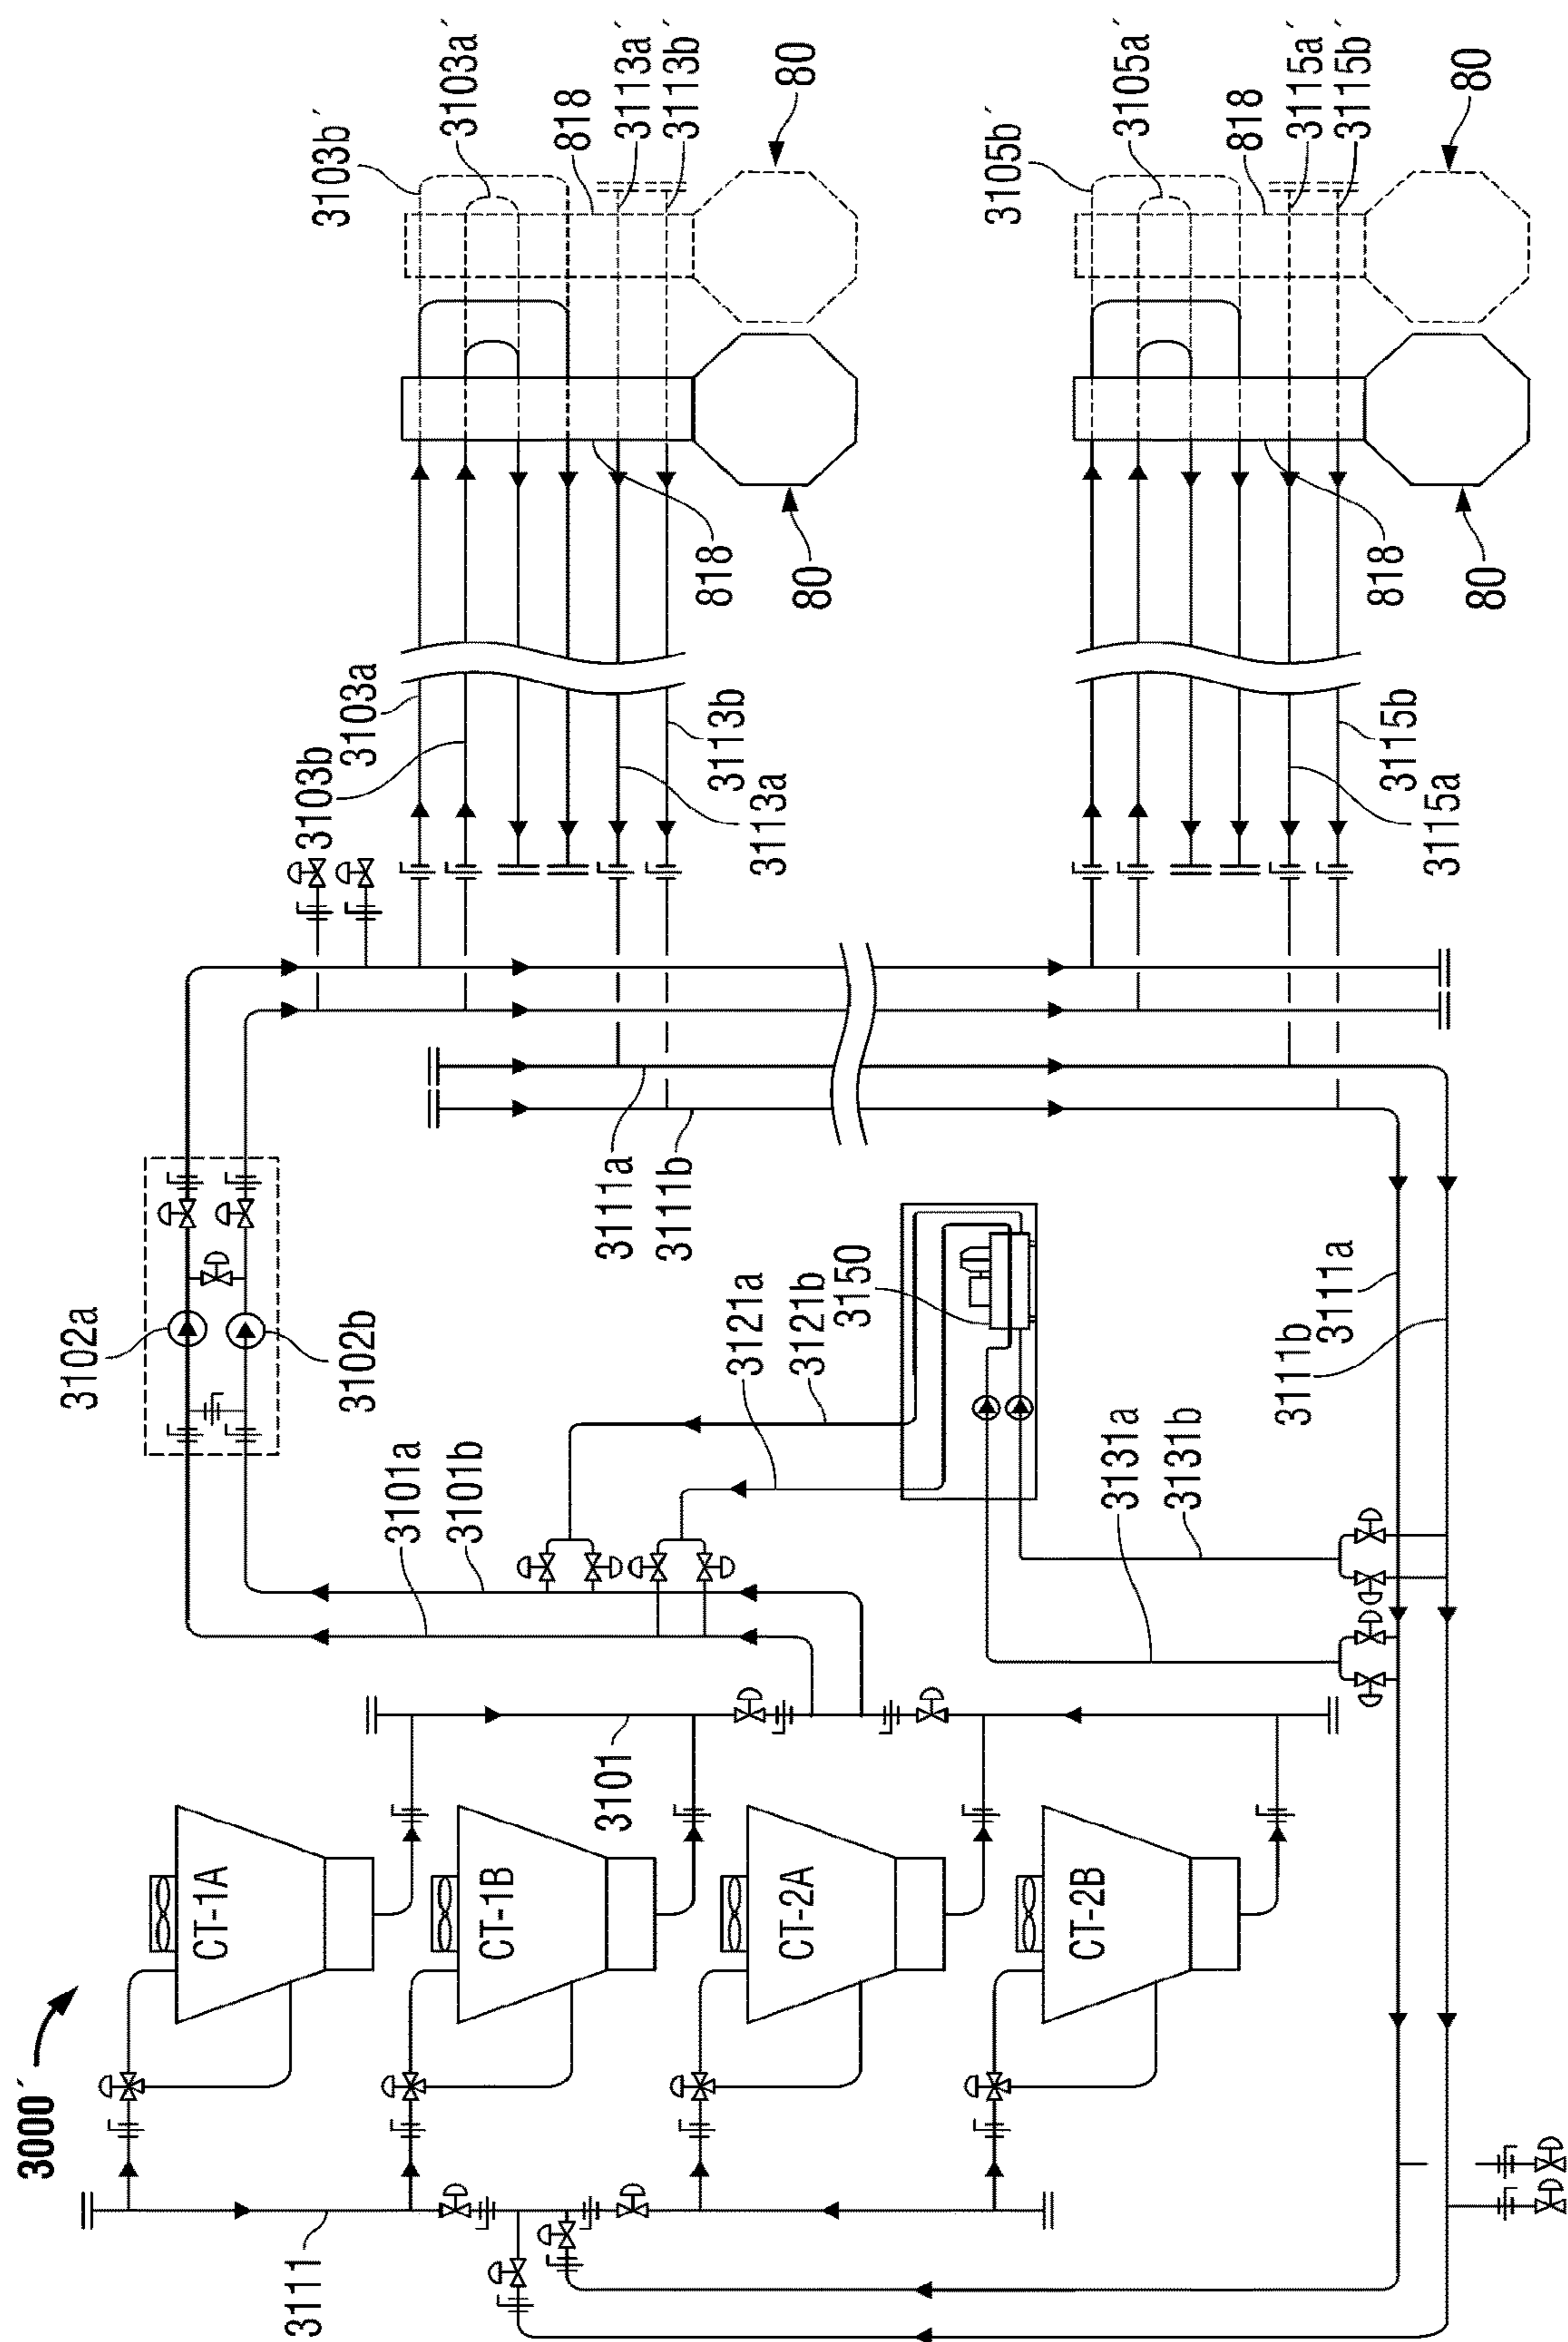 3000´
CT-1A
CT-1B
CT-2A
CT-2B
3111
3101
3101a
3101b
3102a
3102b
3121a
3121b
3150
3131a
3131b
3111b
3111a
3111a
3111b
3103b
3103a
3113b
3113a
818
80
3103b´
3103a´
818
3113a´
3113b´
80
3115b
3115a
818
80
3105b´
3105a´
818
3115a´
3115b´
80